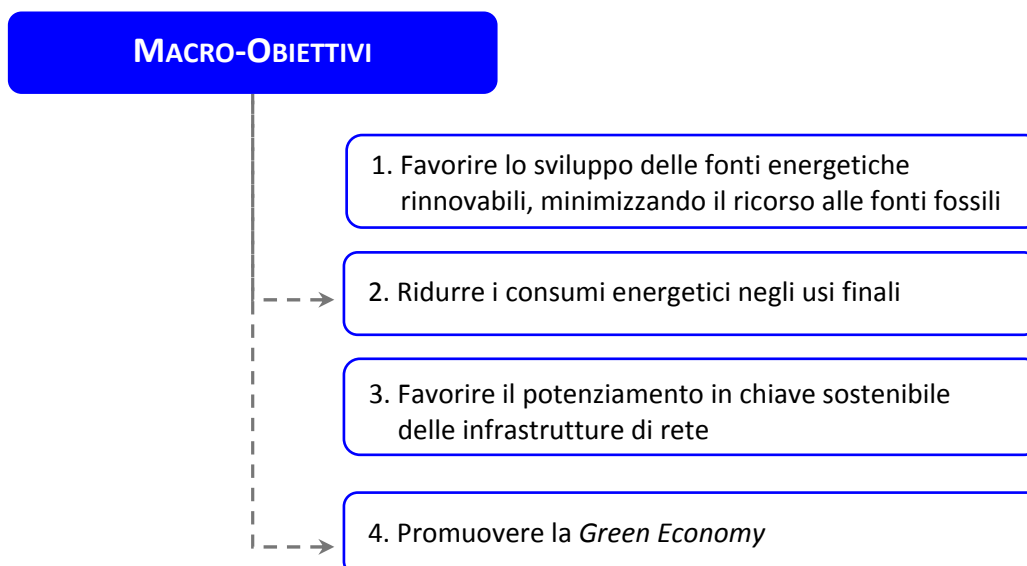 MACRO-OBIETTIVI
1. Favorire lo sviluppo delle fonti energetiche
rinnovabili, minimizzando il ricorso alle fonti fossili
2. Ridurre i consumi energetici negli usi finali
3. Favorire il potenziamento in chiave sostenibile
delle infrastrutture di rete
4. Promuovere la Green Economy